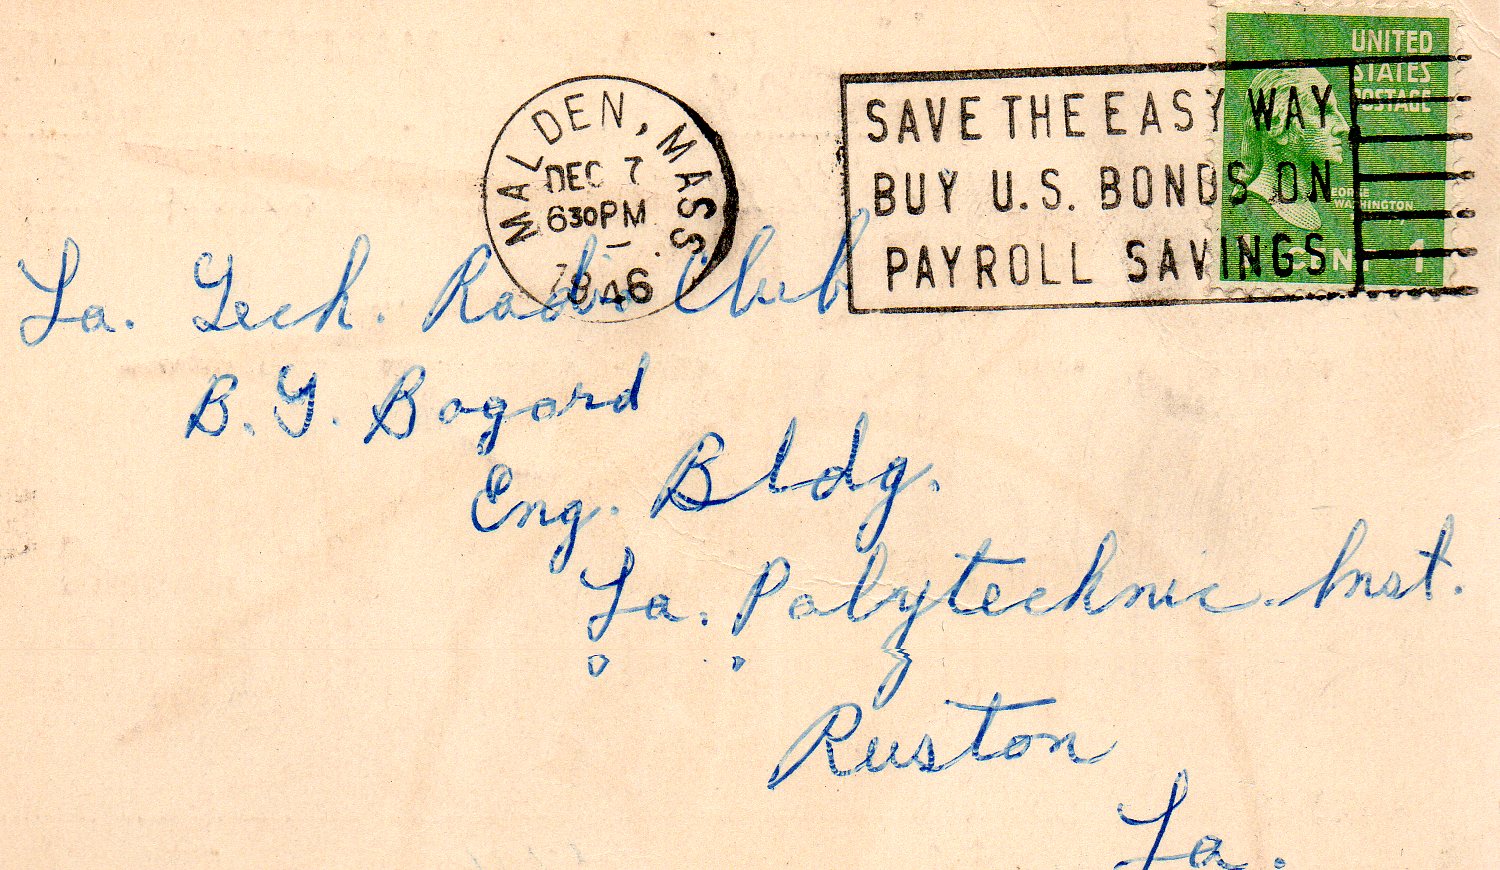 MALDEN, MASS
DEC 7
630PM
1946
SAVE THE EASY WAY
BUY U.S. BONDS ON
PAYROLL SAVINGS
UNITED
STATES
POSTAGE
GEORGE
WASHINGTON
1 CENT 1
La. Tech. Radio Club
B. Y. Bogard
Eng. Bldg.
La. Polytechnic. Inst.
Ruston
La.